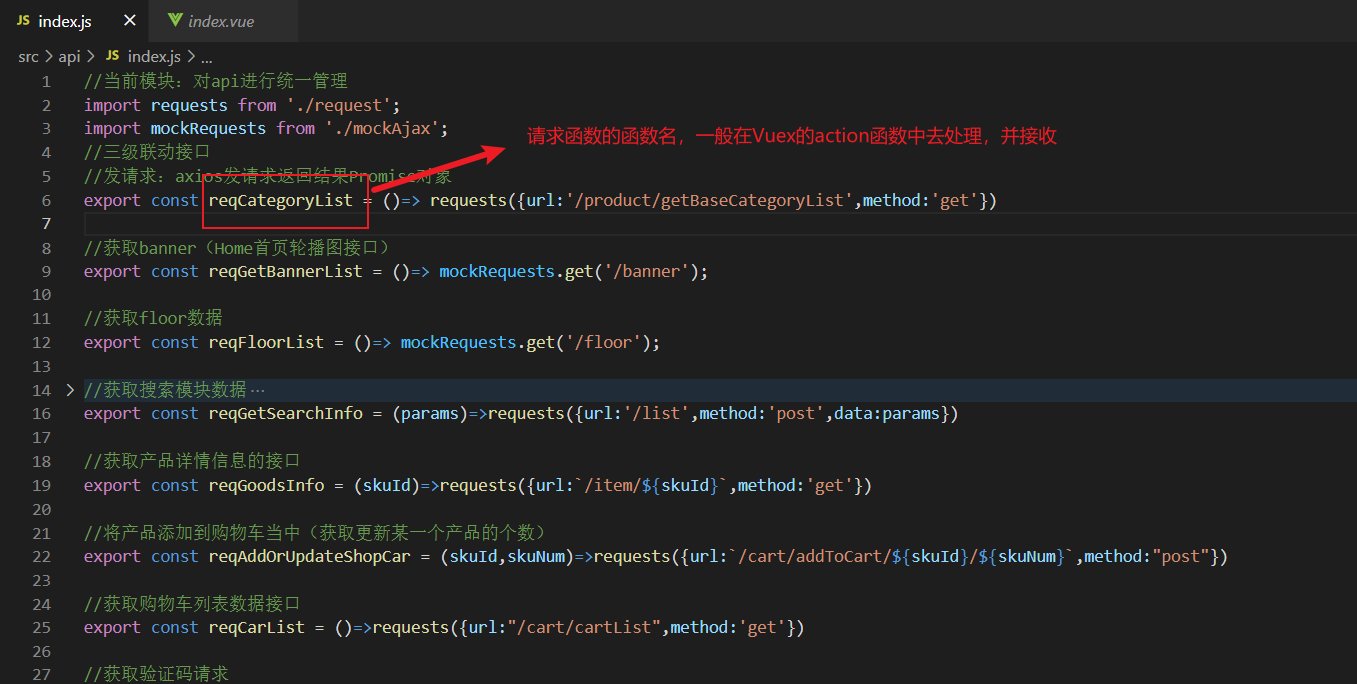 JS index.js × index.vue
src > api > JS index.js > ...
1 //当前模块：对api进行统一管理
2 import requests from './request';
3 import mockRequests from './mockAjax';
请求函数的函数名，一般在Vuex的action函数中去处理，并接收
4 //三级联动接口
5 //发请求：axios发请求返回结果Promise对象
6 export const reqCategoryList = ()=> requests({url:'/product/getBaseCategoryList',method:'get'})
7
8 //获取banner（Home首页轮播图接口）
9 export const reqGetBannerList = ()=> mockRequests.get('/banner');
10
11 //获取floor数据
12 export const reqFloorList = ()=> mockRequests.get('/floor');
13
14 > //获取搜索模块数据 ...
16 export const reqGetSearchInfo = (params)=>requests({url:'/list',method:'post',data:params})
17
18 //获取产品详情信息的接口
19 export const reqGoodsInfo = (skuId)=>requests({url:`/item/${skuId}`,method:'get'})
20
21 //将产品添加到购物车当中（获取更新某一个产品的个数）
22 export const reqAddOrUpdateShopCar = (skuId,skuNum)=>requests({url:`/cart/addToCart/${skuId}/${skuNum}`,method:"post"})
23
24 //获取购物车列表数据接口
25 export const reqCarList = ()=>requests({url:"/cart/cartList",method:'get'})
26
27 //获取验证码请求